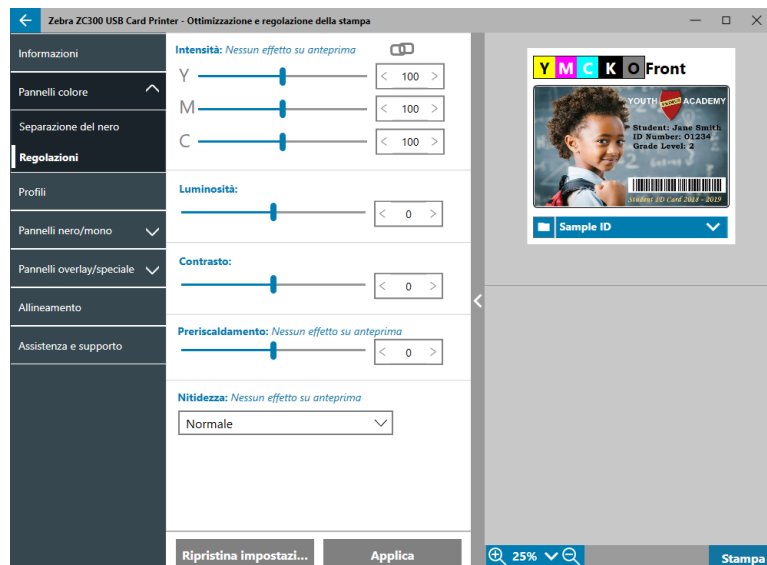 Zebra ZC300 USB Card Printer - Ottimizzazione e regolazione della stampa
Informazioni
Pannelli colore
Separazione del nero
Regolazioni
Profili
Pannelli nero/mono
Pannelli overlay/speciale
Allineamento
Assistenza e supporto
Intensità: Nessun effetto su anteprima
Y < 100 >
M < 100 >
C < 100 >
Luminosità:
< 0 >
Contrasto:
< 0 >
Preriscaldamento: Nessun effetto su anteprima
< 0 >
Nitidezza: Nessun effetto su anteprima
Normale
Ripristina impostazi... Applica
Y M C K O Front
YOUTH ACADEMY
Student: Jane Smith
ID Number: 01234
Grade Level: 2
Student ID Card 2018 - 2019
Sample ID
25%
Stampa